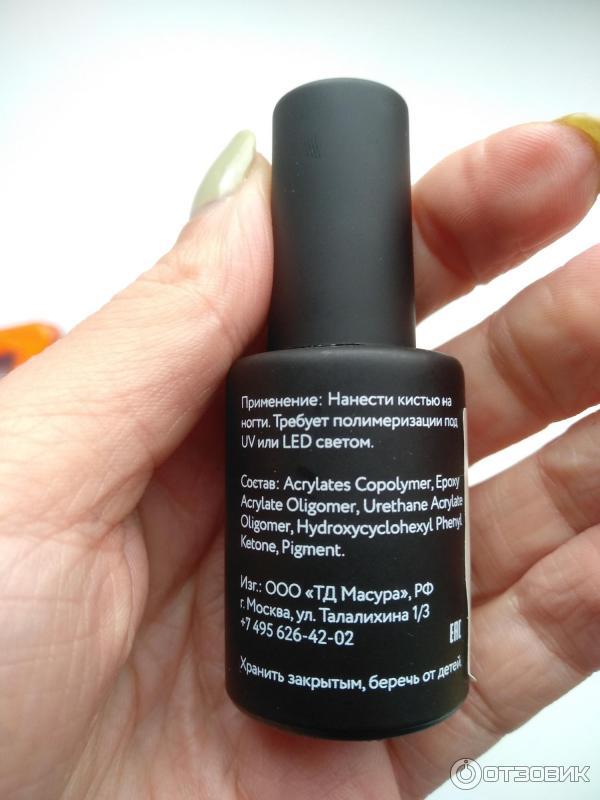 Применение: Нанести кистью на
ногти. Требует полимеризации под
UV или LED светом.
Состав: Acrylates Copolymer, Epoxy
Acrylate Oligomer, Urethane Acrylate
Oligomer, Hydroxycyclohexyl Phenyl
Ketone, Pigment.
Изг.: ООО «ТД Масура», РФ
г. Москва, ул. Талалихина 1/3
+7 495 626-42-02
EAC
Хранить закрытым, беречь от детей.
ОТЗОВИК